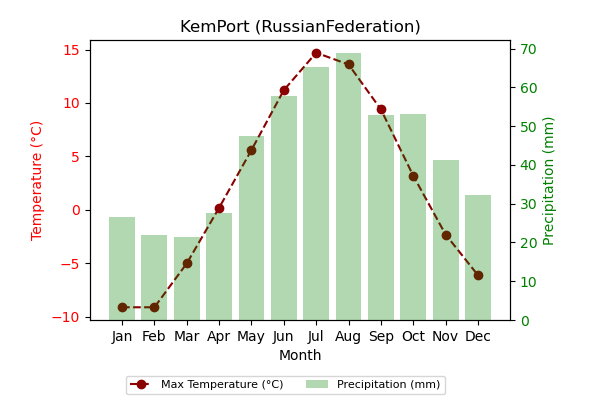 KemPort (RussianFederation)
15
10
5
0
−5
−10
Temperature (°C)
70
60
50
40
30
20
10
0
Precipitation (mm)
Jan Feb Mar Apr May Jun Jul Aug Sep Oct Nov Dec
Month
Max Temperature (°C) Precipitation (mm)